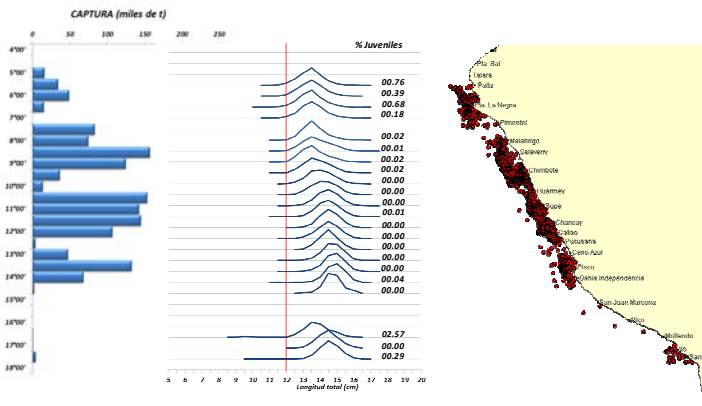 CAPTURA (miles de t)
0 50 100 150 200 250
% Juveniles
4°00'
5°00'
6°00'
7°00'
8°00'
9°00'
10°00'
11°00'
12°00'
13°00'
14°00'
15°00'
16°00'
17°00'
18°00'
00.76
00.39
00.68
00.18
00.02
00.01
00.02
00.02
00.00
00.00
00.00
00.01
00.00
00.00
00.00
00.00
00.04
00.00
02.57
00.00
00.29
5 6 7 8 9 10 11 12 13 14 15 16 17 18 19 20
Longitud total (cm)
Pta. Sal
Talara
Paita
Pta. La Negra
Pimentel
Malabrigo
Salaverry
Chimbote
Huarmey
Supe
Chancay
Callao
Pucusana
Cerro Azul
Pisco
Bahia Independencia
San Juan Marcona
Atico
Mollendo
Ilo